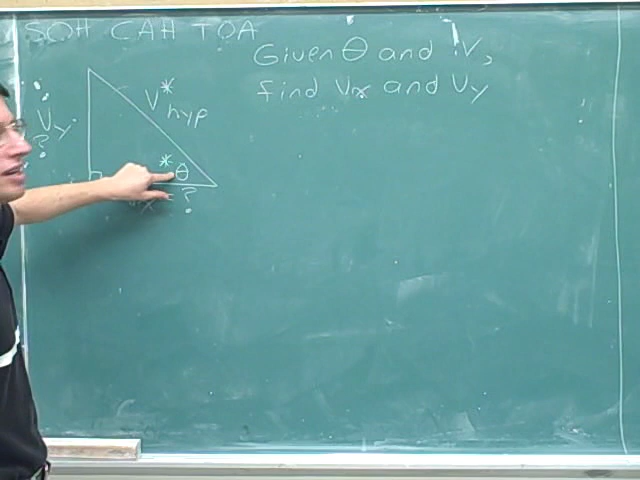 SOH CAH TOA
Given θ and V,
find Vx and Vy
V hyp
*
Vy
?
*
θ
x = ?